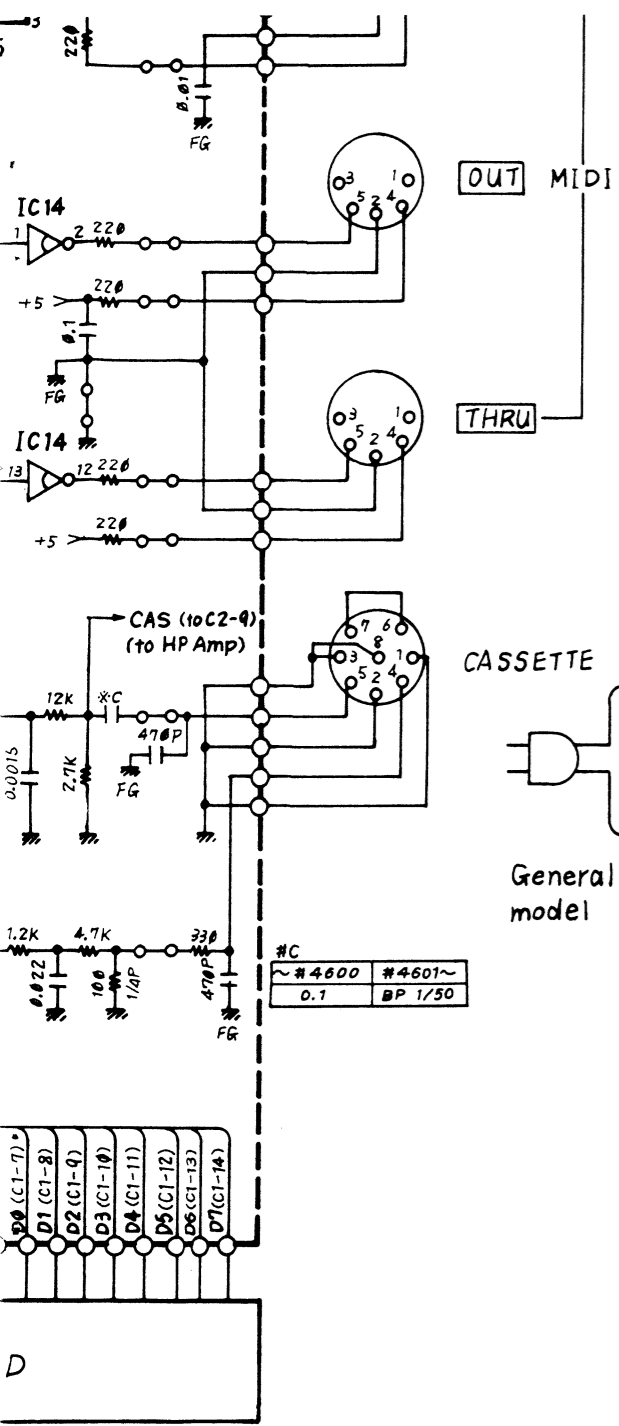 220
0.01
FG
3 1
5 2 4
OUT MIDI
IC14
1 2 220
+5 220
0.1
FG
3 1
5 2 4
THRU
IC14
13 12 220
+5 220
CAS (to C2-9)
(to HP Amp)
7 6
8
3 1
5 2 4
CASSETTE
12K ※C
470P
0.0015
2.7K
FG
General
model
1.2K 4.7K 330
0.022
100
1/4P
470P
FG
#C
~#4600 #4601~
0.1 BP 1/50
D0 (C1-7)
D1 (C1-8)
D2 (C1-9)
D3 (C1-10)
D4 (C1-11)
D5 (C1-12)
D6 (C1-13)
D7 (C1-14)
D